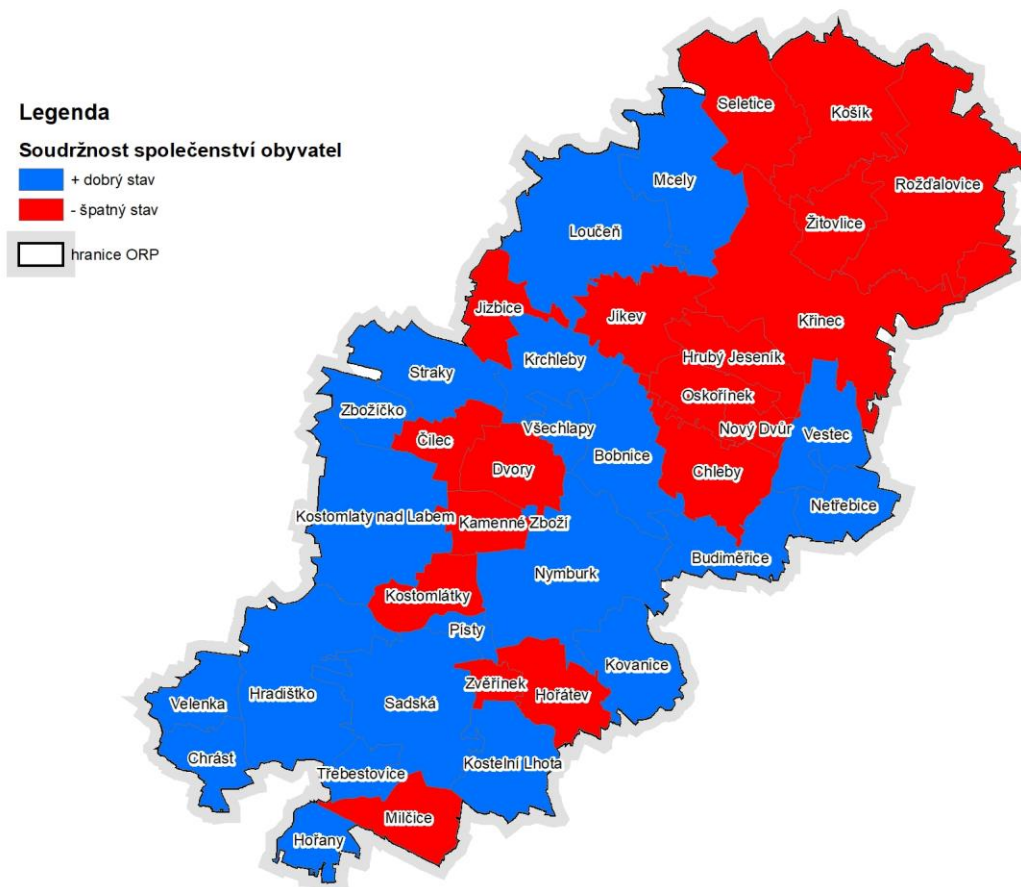 Legenda
Soudržnost společenství obyvatel
+ dobrý stav
- špatný stav
hranice ORP
Seletice
Košík
Rožďalovice
Mcely
Loučeň
Žitovlice
Jizbice
Jíkev
Křinec
Krchleby
Hrubý Jeseník
Straky
Oskořínek
Zbožíčko
Všechlapy
Nový Dvůr
Vestec
Čilec
Bobnice
Dvory
Chleby
Netřebice
Kostomlaty nad Labem
Kamenné Zboží
Budiměřice
Nymburk
Kostomlátky
Písty
Kovanice
Zvěřínek
Hořátev
Hradištko
Velenka
Sadská
Chrást
Kostelní Lhota
Třebestovice
Milčice
Hořany